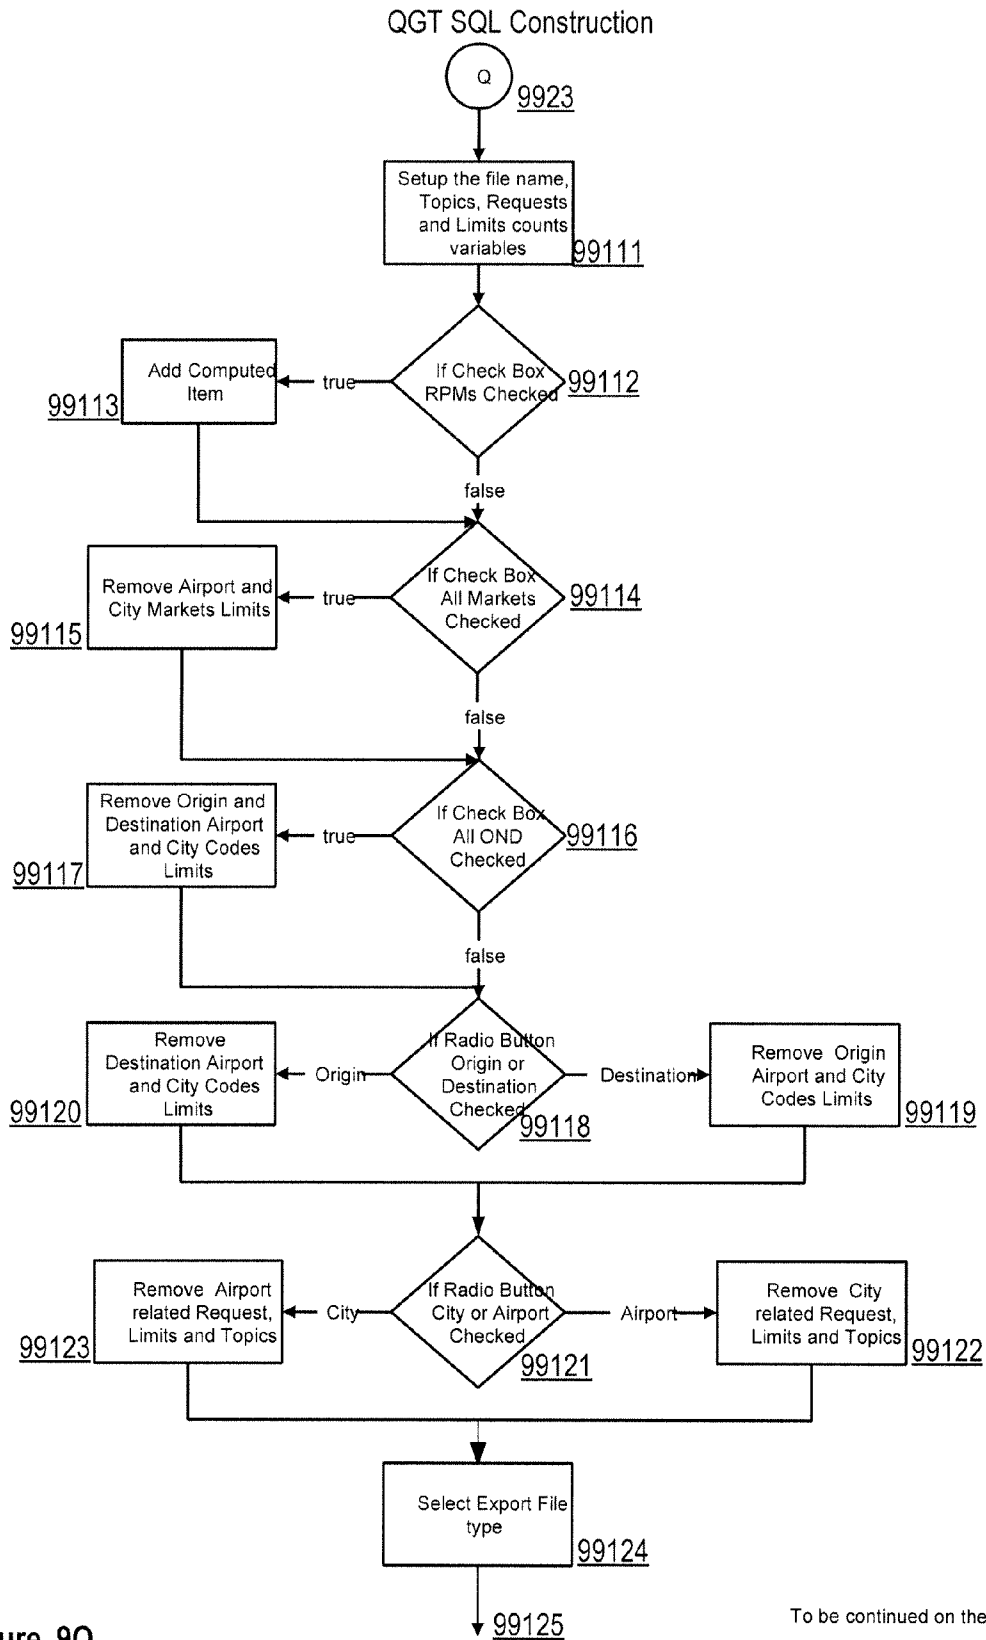 QGT SQL Construction
Q
9923
Setup the file name,
Topics, Requests
and Limits counts
variables
99111
If Check Box
RPMs Checked
99112
true
Add Computed
Item
99113
false
If Check Box
All Markets
Checked
99114
true
Remove Airport and
City Markets Limits
99115
false
If Check Box
All OND
Checked
99116
true
Remove Origin and
Destination Airport
and City Codes
Limits
99117
false
If Radio Button
Origin or
Destination
Checked
99118
Origin
Remove
Destination Airport
and City Codes
Limits
99120
Destination
Remove Origin
Airport and City
Codes Limits
99119
If Radio Button
City or Airport
Checked
99121
City
Remove Airport
related Request,
Limits and Topics
99123
Airport
Remove City
related Request,
Limits and Topics
99122
Select Export File
type
99124
99125
To be continued on the